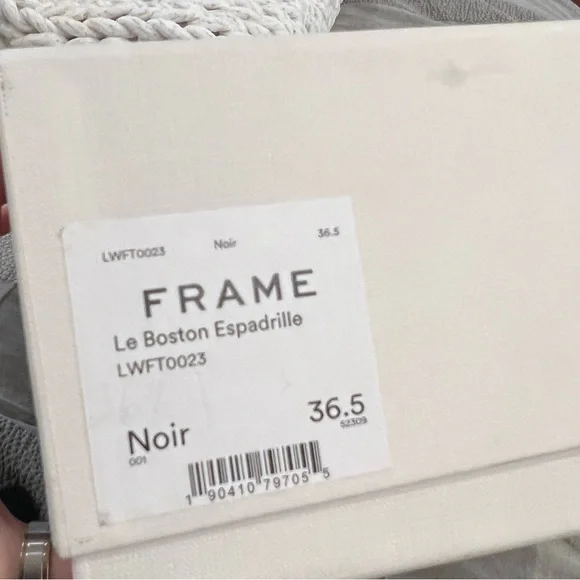 LWFT0023 Noir 36.5
FRAME
Le Boston Espadrille
LWFT0023
Noir 36.5
001 52309
1 90410 79705 5